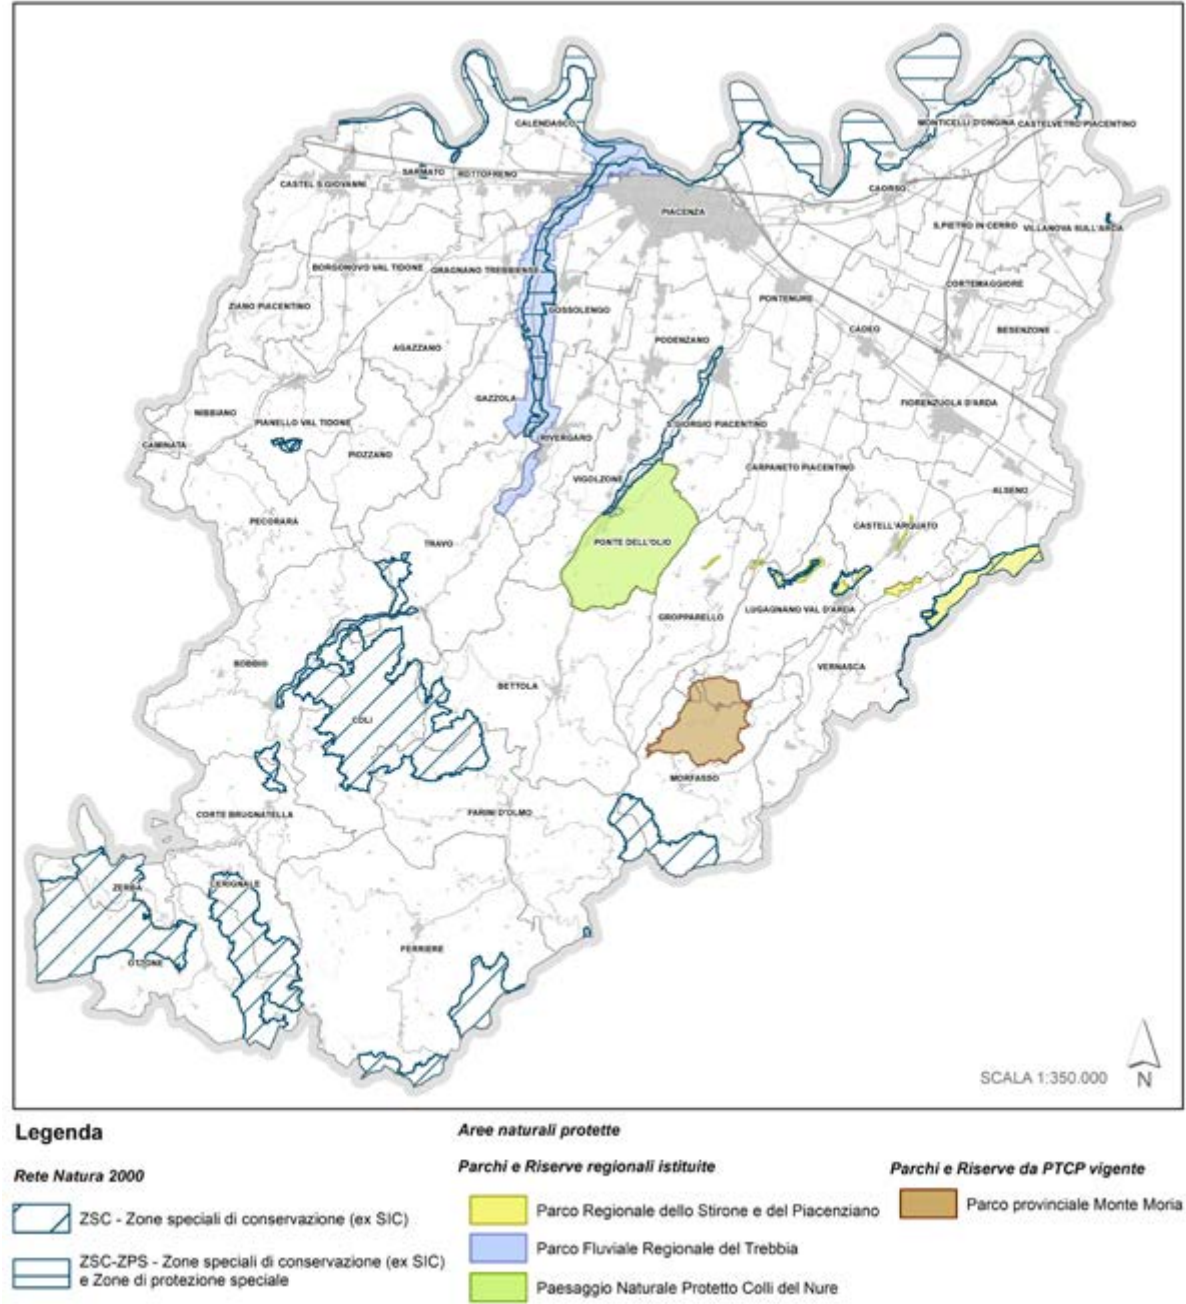 CALENDASCO
MONTICELLI D'ONGINA
CASTELVETRO PIACENTINO
SARMATO
ROTTOFRENO
CASTEL S.GIOVANNI
CAORSO
PIACENZA
S.PIETRO IN CERRO
VILLANOVA SULL'ARDA
BORGONOVO VAL TIDONE
GRAGNANO TREBBIENSE
CORTEMAGGIORE
PONTENURE
ZIANO PIACENTINO
GOSSOLENGO
CADEO
BESENZONE
PODENZANO
AGAZZANO
GAZZOLA
FIORENZUOLA D'ARDA
NIBBIANO
PIANELLO VAL TIDONE
S.GIORGIO PIACENTINO
CAMINATA
RIVERGARO
PIOZZANO
CARPANETO PIACENTINO
VIGOLZONE
ALSENO
PECORARA
CASTELL'ARQUATO
TRAVO
PONTE DELL'OLIO
LUGAGNANO VAL D'ARDA
GROPPARELLO
BOBBIO
VERNASCA
BETTOLA
COLI
MORFASSO
CORTE BRUGNATELLA
FARINI D'OLMO
ZERBA
CERIGNALE
FERRIERE
OTTONE
SCALA 1:350.000
N
Legenda
Rete Natura 2000
ZSC - Zone speciali di conservazione (ex SIC)
ZSC-ZPS - Zone speciali di conservazione (ex SIC)
e Zone di protezione speciale
Aree naturali protette
Parchi e Riserve regionali istituite
Parco Regionale dello Stirone e del Piacenziano
Parco Fluviale Regionale del Trebbia
Paesaggio Naturale Protetto Colli del Nure
Parchi e Riserve da PTCP vigente
Parco provinciale Monte Moria